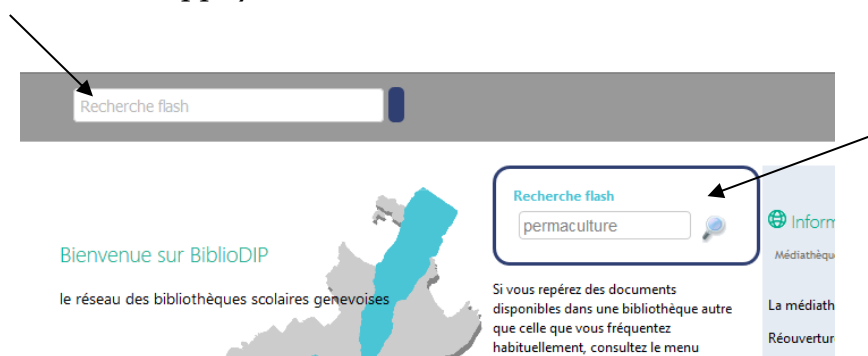 Recherche flash
Recherche flash
permaculture
Bienvenue sur BiblioDIP
le réseau des bibliothèques scolaires genevoises
Si vous repérez des documents
disponibles dans une bibliothèque autre
que celle que vous fréquentez
habituellement, consultez le menu
Inform
Médiathèqu
La médiath
Réouvertur